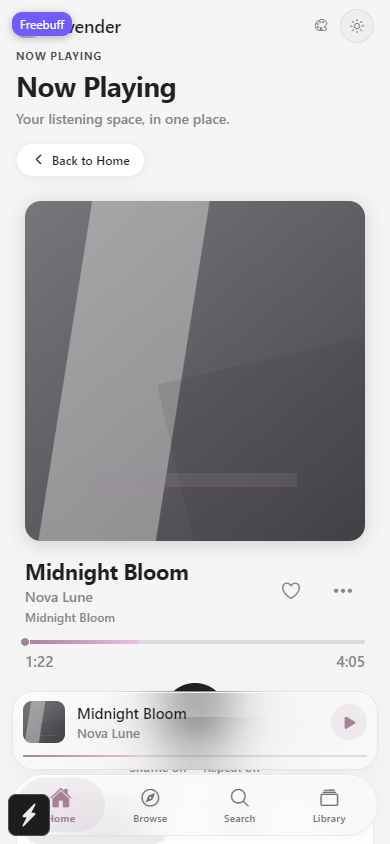 Freebuff
vender
NOW PLAYING
Now Playing
Your listening space, in one place.
Back to Home
Midnight Bloom
Nova Lune
Midnight Bloom
1:22
4:05
Midnight Bloom
Nova Lune
Home
Browse
Search
Library